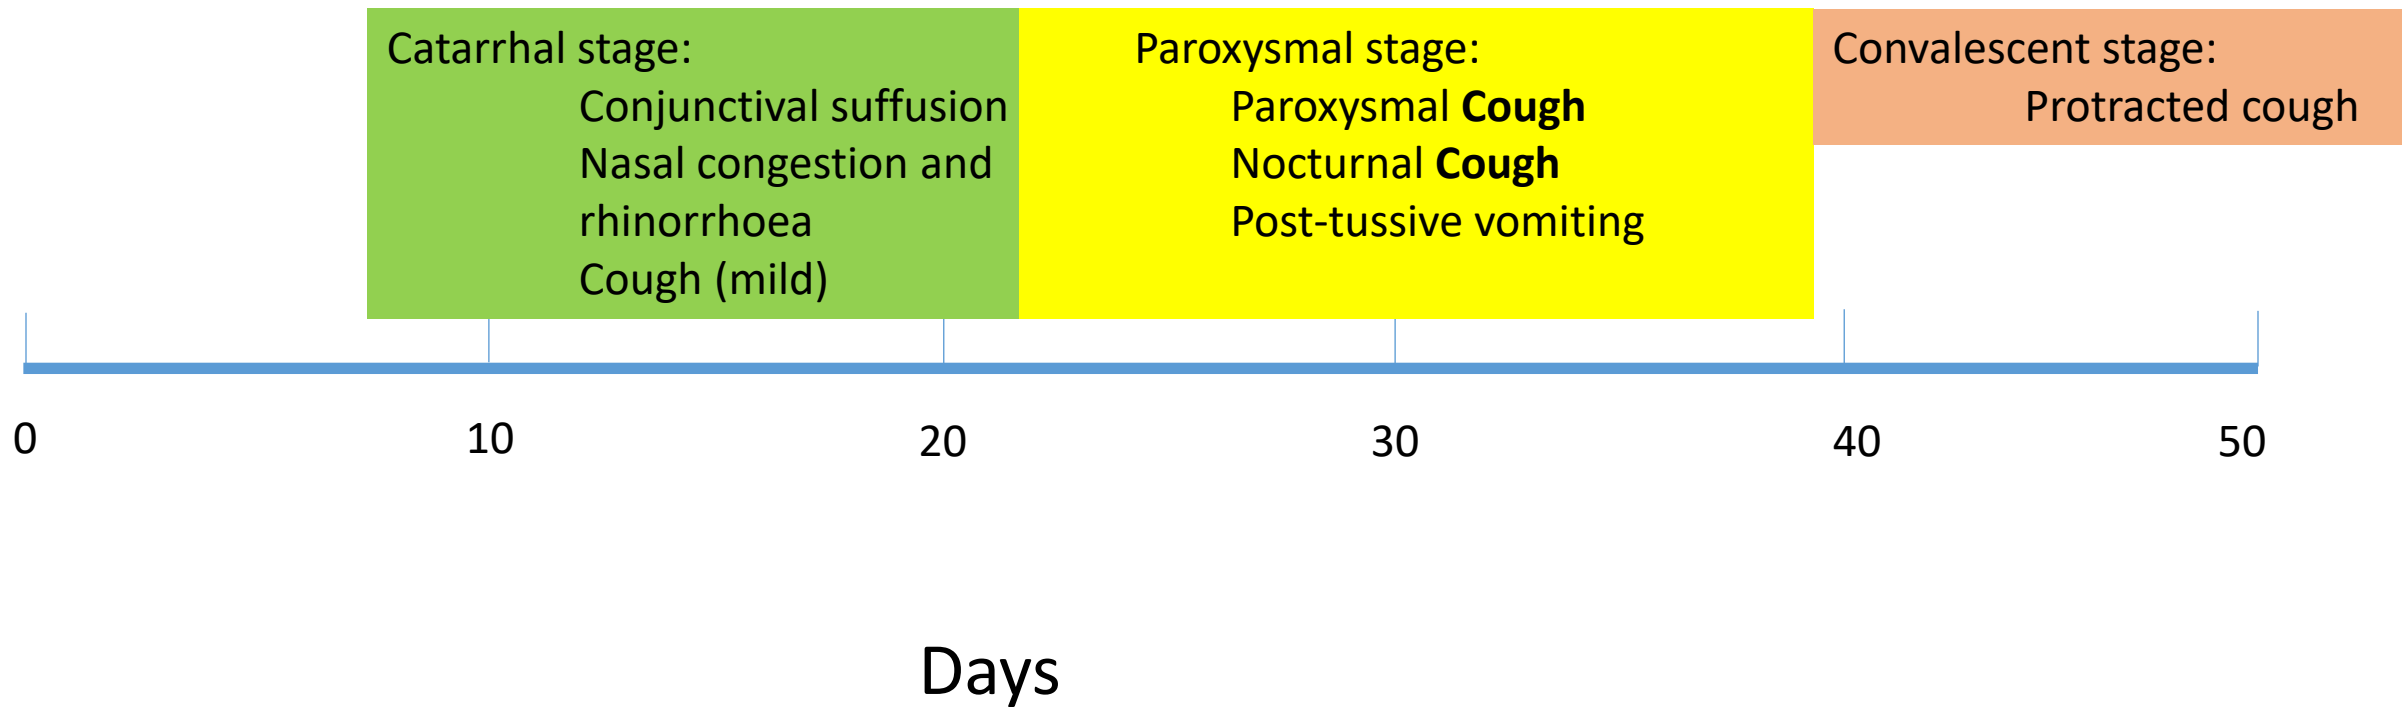 Catarrhal stage:
Conjunctival suffusion
Nasal congestion and
rhinorrhoea
Cough (mild)
Paroxysmal stage:
Paroxysmal Cough
Nocturnal Cough
Post-tussive vomiting
Convalescent stage:
Protracted cough
0
10
20
30
40
50
Days